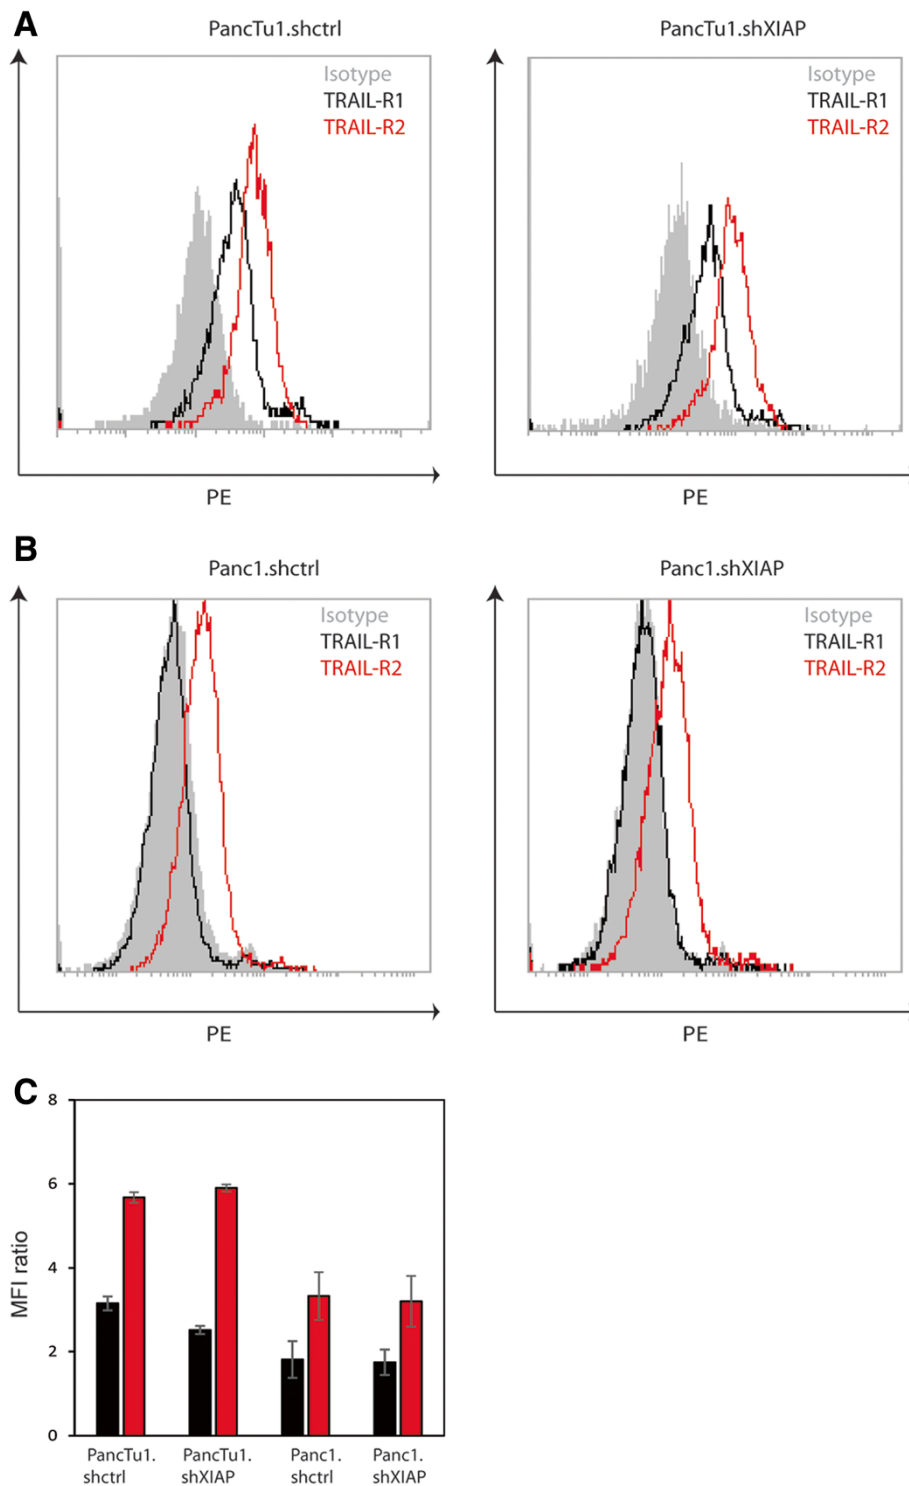 A
PancTu1.shctrl
Isotype
TRAIL-R1
TRAIL-R2
PE
PancTu1.shXIAP
Isotype
TRAIL-R1
TRAIL-R2
PE
B
Panc1.shctrl
Isotype
TRAIL-R1
TRAIL-R2
PE
Panc1.shXIAP
Isotype
TRAIL-R1
TRAIL-R2
PE
C
MFI ratio
8
6
4
2
0
PancTu1.
shctrl
PancTu1.
shXIAP
Panc1.
shctrl
Panc1.
shXIAP